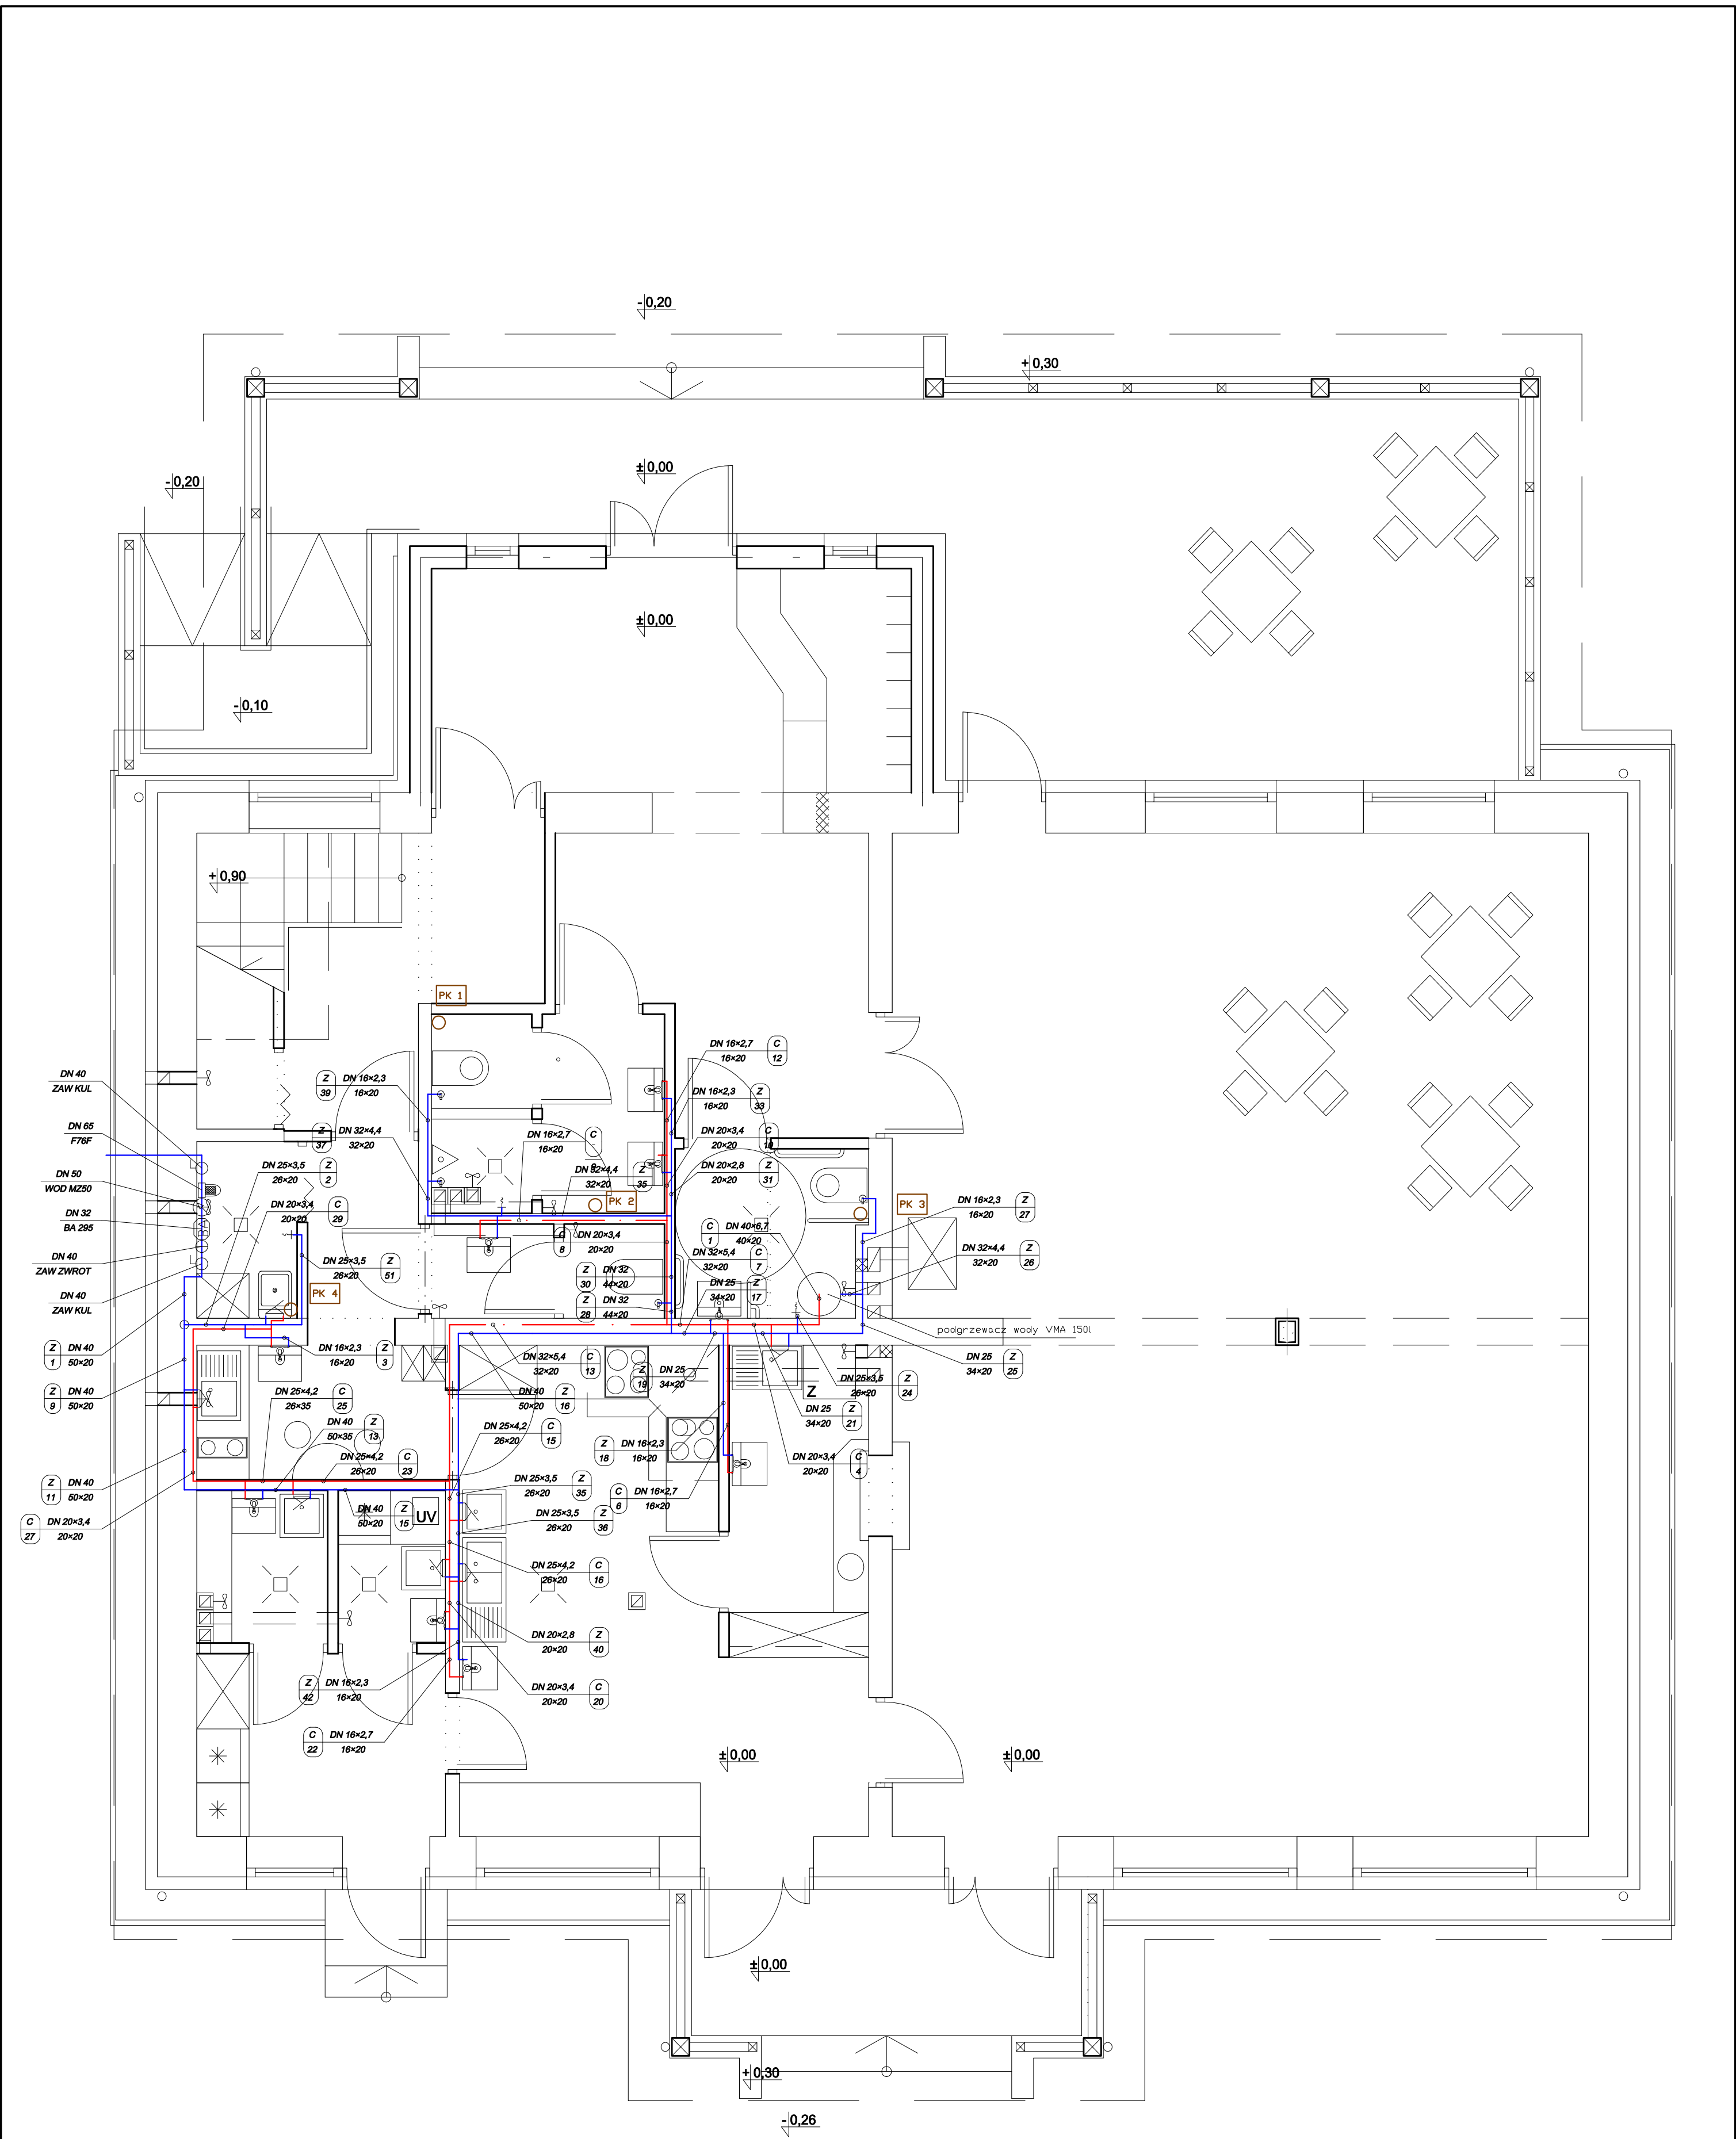 - 0,20
+ 0,30
± 0,00
- 0,20
± 0,00
- 0,10
+ 0,90
PK 1
DN 16×2,7
16×20
C
12
DN 40
ZAW KUL
Z
39
DN 16×2,3
16×20
DN 16×2,3
16×20
Z
33
DN 65
F76F
Z
37
DN 32×4,4
32×20
DN 16×2,7
16×20
C
DN 20×3,4
20×20
C
10
DN 50
WOD MZ50
DN 25×3,5
26×20
Z
2
DN 32×4,4
32×20
Z
35
DN 20×2,8
20×20
Z
31
PK 2
PK 3
DN 16×2,3
16×20
Z
27
DN 32
BA 295
DN 20×3,4
20×20
C
29
C
8
DN 20×3,4
20×20
C
1
DN 40×6,7
40×20
DN 40
ZAW ZWROT
DN 25×3,5
26×20
Z
51
DN 32×5,4
32×20
C
7
DN 32×4,4
32×20
Z
26
Z
30
DN 32
44×20
DN 25
34×20
Z
17
DN 40
ZAW KUL
PK 4
Z
28
DN 32
44×20
podgrzewacz wody VMA 150l
Z
1
DN 40
50×20
DN 16×2,3
16×20
Z
3
DN 32×5,4
32×20
C
13
Z
19
DN 25
34×20
DN 25×3,5
26×20
Z
24
DN 25
34×20
Z
25
Z
9
DN 40
50×20
DN 25×4,2
26×35
C
25
DN 40
50×20
Z
16
Z
DN 25
34×20
Z
21
DN 40
50×35
Z
13
DN 25×4,2
26×20
C
15
Z
18
DN 16×2,3
16×20
DN 20×3,4
20×20
C
4
DN 25×4,2
26×20
C
23
Z
11
DN 40
50×20
DN 25×3,5
26×20
Z
35
C
6
DN 16×2,7
16×20
C
27
DN 20×3,4
20×20
DN 40
50×20
Z
15
UV
DN 25×3,5
26×20
Z
36
DN 25×4,2
26×20
C
16
DN 20×2,8
20×20
Z
40
Z
42
DN 16×2,3
16×20
DN 20×3,4
20×20
C
20
C
22
DN 16×2,7
16×20
± 0,00
± 0,00
± 0,00
+ 0,30
- 0,26